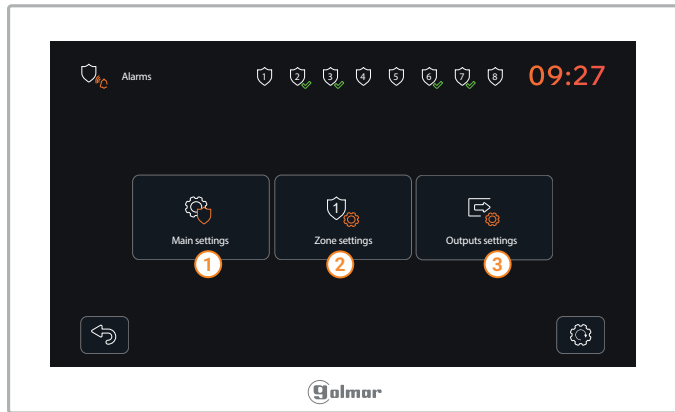 Alarms 1 2 3 4 5 6 7 8 09:27
1
Main settings Zone settings Outputs settings
1 2 3
golmar